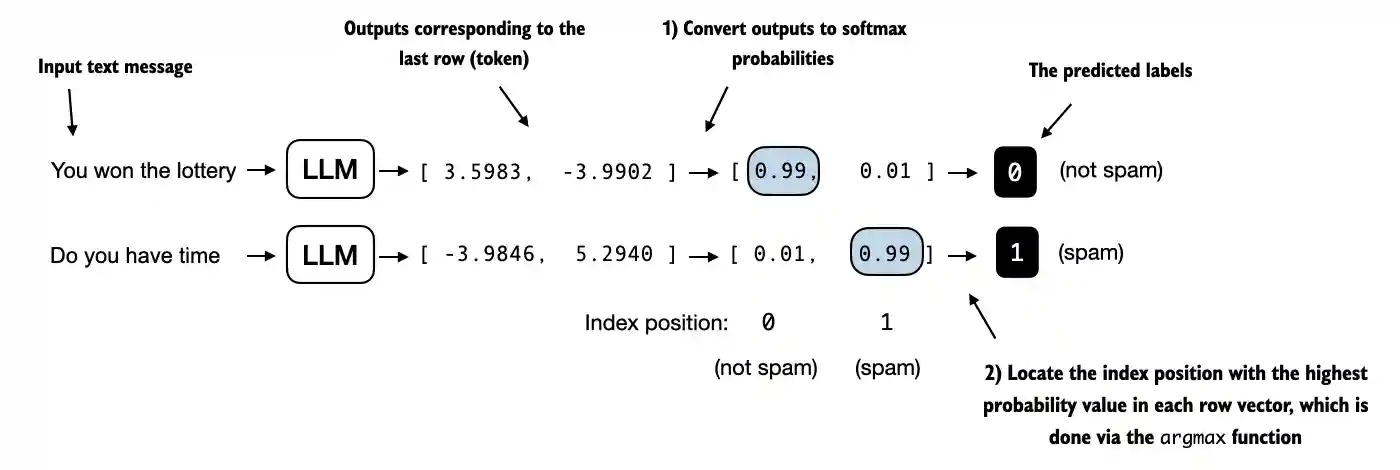 Outputs corresponding to the
last row (token)
1) Convert outputs to softmax
probabilities
Input text message
The predicted labels
You won the lottery LLM [ 3.5983, -3.9902 ] [ 0.99, 0.01 ] 0 (not spam)
Do you have time LLM [ -3.9846, 5.2940 ] [ 0.01, 0.99 ] 1 (spam)
Index position: 0 1
(not spam) (spam)
2) Locate the index position with the highest
probability value in each row vector, which is
done via the argmax function